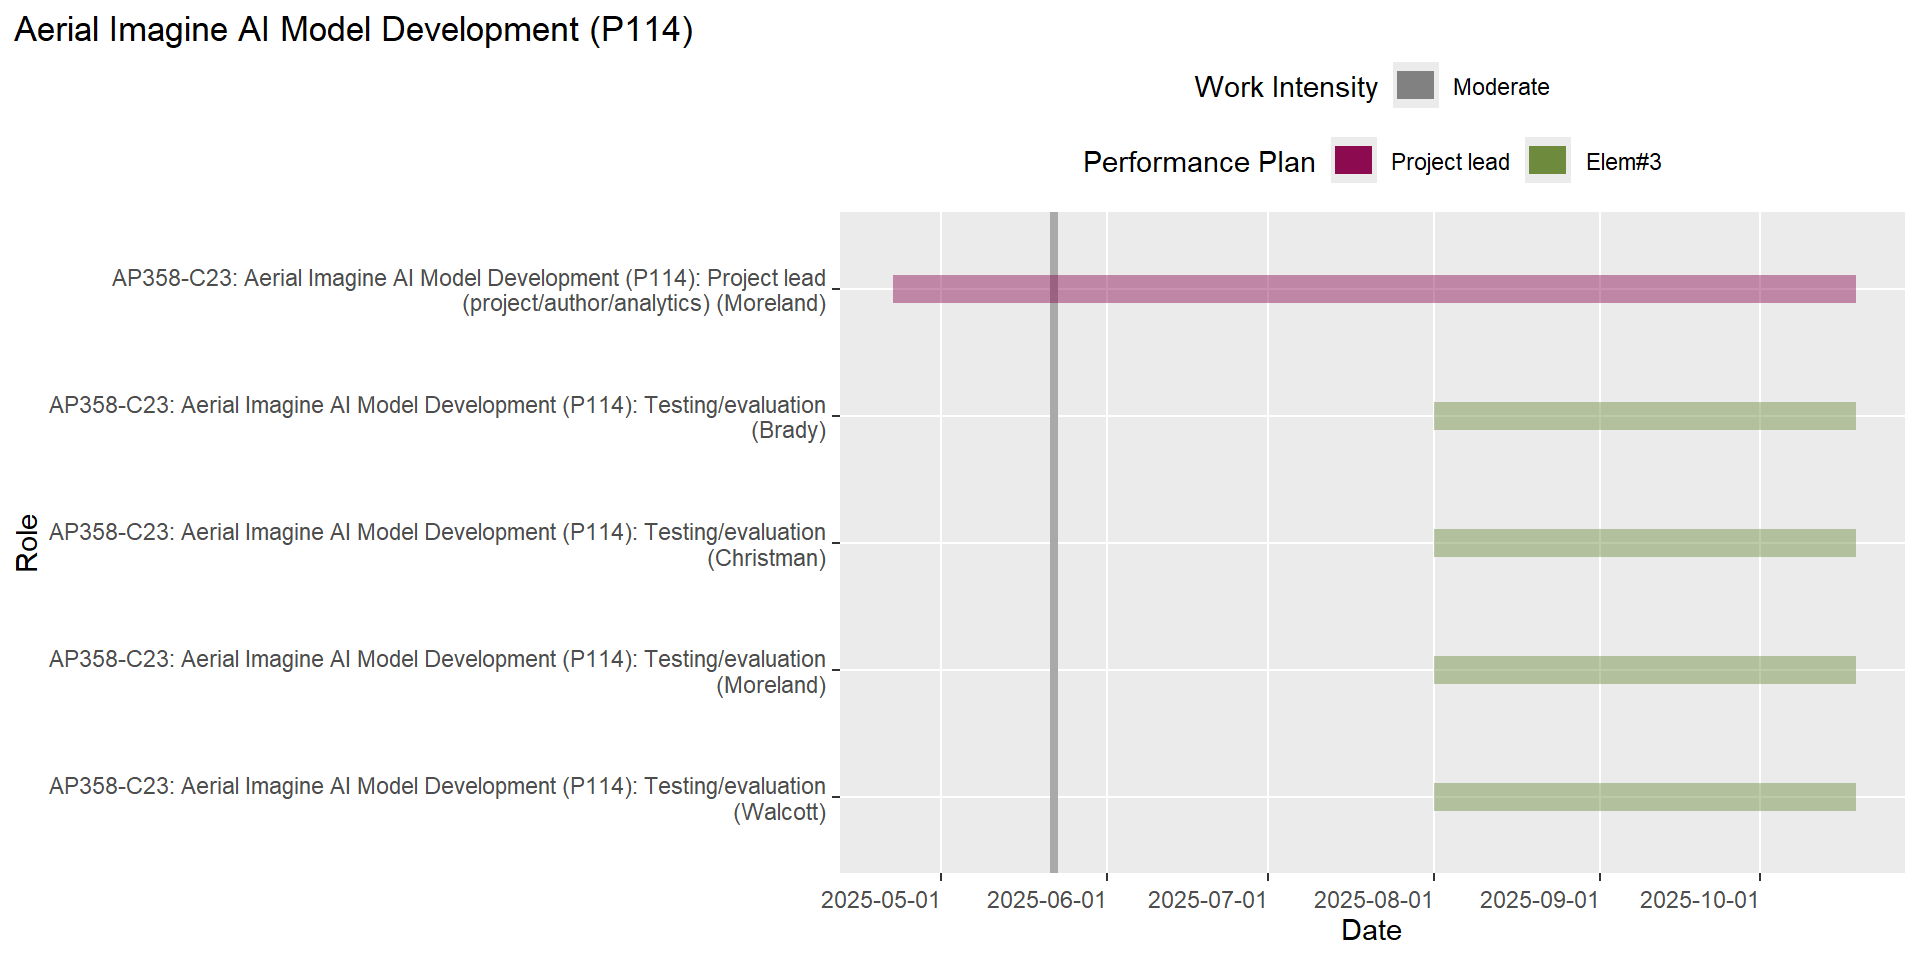 Aerial Imagine AI Model Development (P114)
Work Intensity Moderate
Performance Plan Project lead Elem#3
AP358-C23: Aerial Imagine AI Model Development (P114): Project lead
(project/author/analytics) (Moreland)
AP358-C23: Aerial Imagine AI Model Development (P114): Testing/evaluation
(Brady)
AP358-C23: Aerial Imagine AI Model Development (P114): Testing/evaluation
(Christman)
AP358-C23: Aerial Imagine AI Model Development (P114): Testing/evaluation
(Moreland)
AP358-C23: Aerial Imagine AI Model Development (P114): Testing/evaluation
(Walcott)
Role
2025-05-01 2025-06-01 2025-07-01 2025-08-01 2025-09-01 2025-10-01
Date